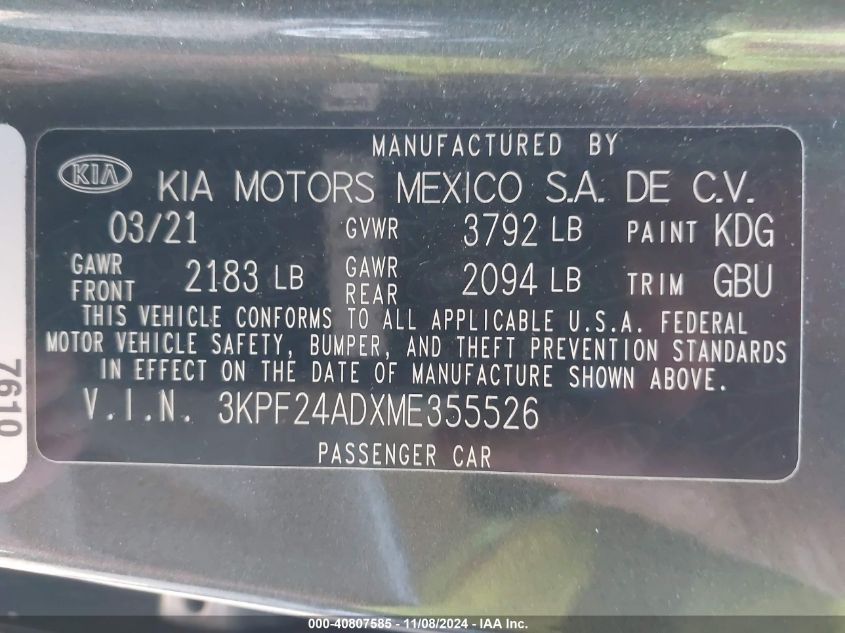 MANUFACTURED BY
KIA KIA MOTORS MEXICO S.A. DE C.V.
03/21 GVWR 3792 LB PAINT KDG
GAWR FRONT 2183 LB GAWR REAR 2094 LB TRIM GBU
THIS VEHICLE CONFORMS TO ALL APPLICABLE U.S.A. FEDERAL
MOTOR VEHICLE SAFETY, BUMPER, AND THEFT PREVENTION STANDARDS
IN EFFECT ON THE DATE OF MANUFACTURE SHOWN ABOVE.
V.I.N. 3KPF24ADXME355526
PASSENGER CAR
7610
000-40807585 - 11/08/2024 - IAA Inc.